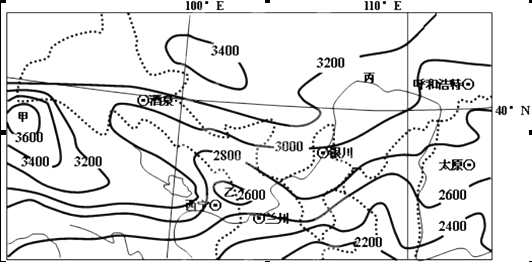 100° E 110° E
3400
3200
丙
呼和浩特
酒泉
甲
40° N
3600
3000
银川
3400
3200
2800
太原
乙
2600
2600
西宁
兰州
2400
2200